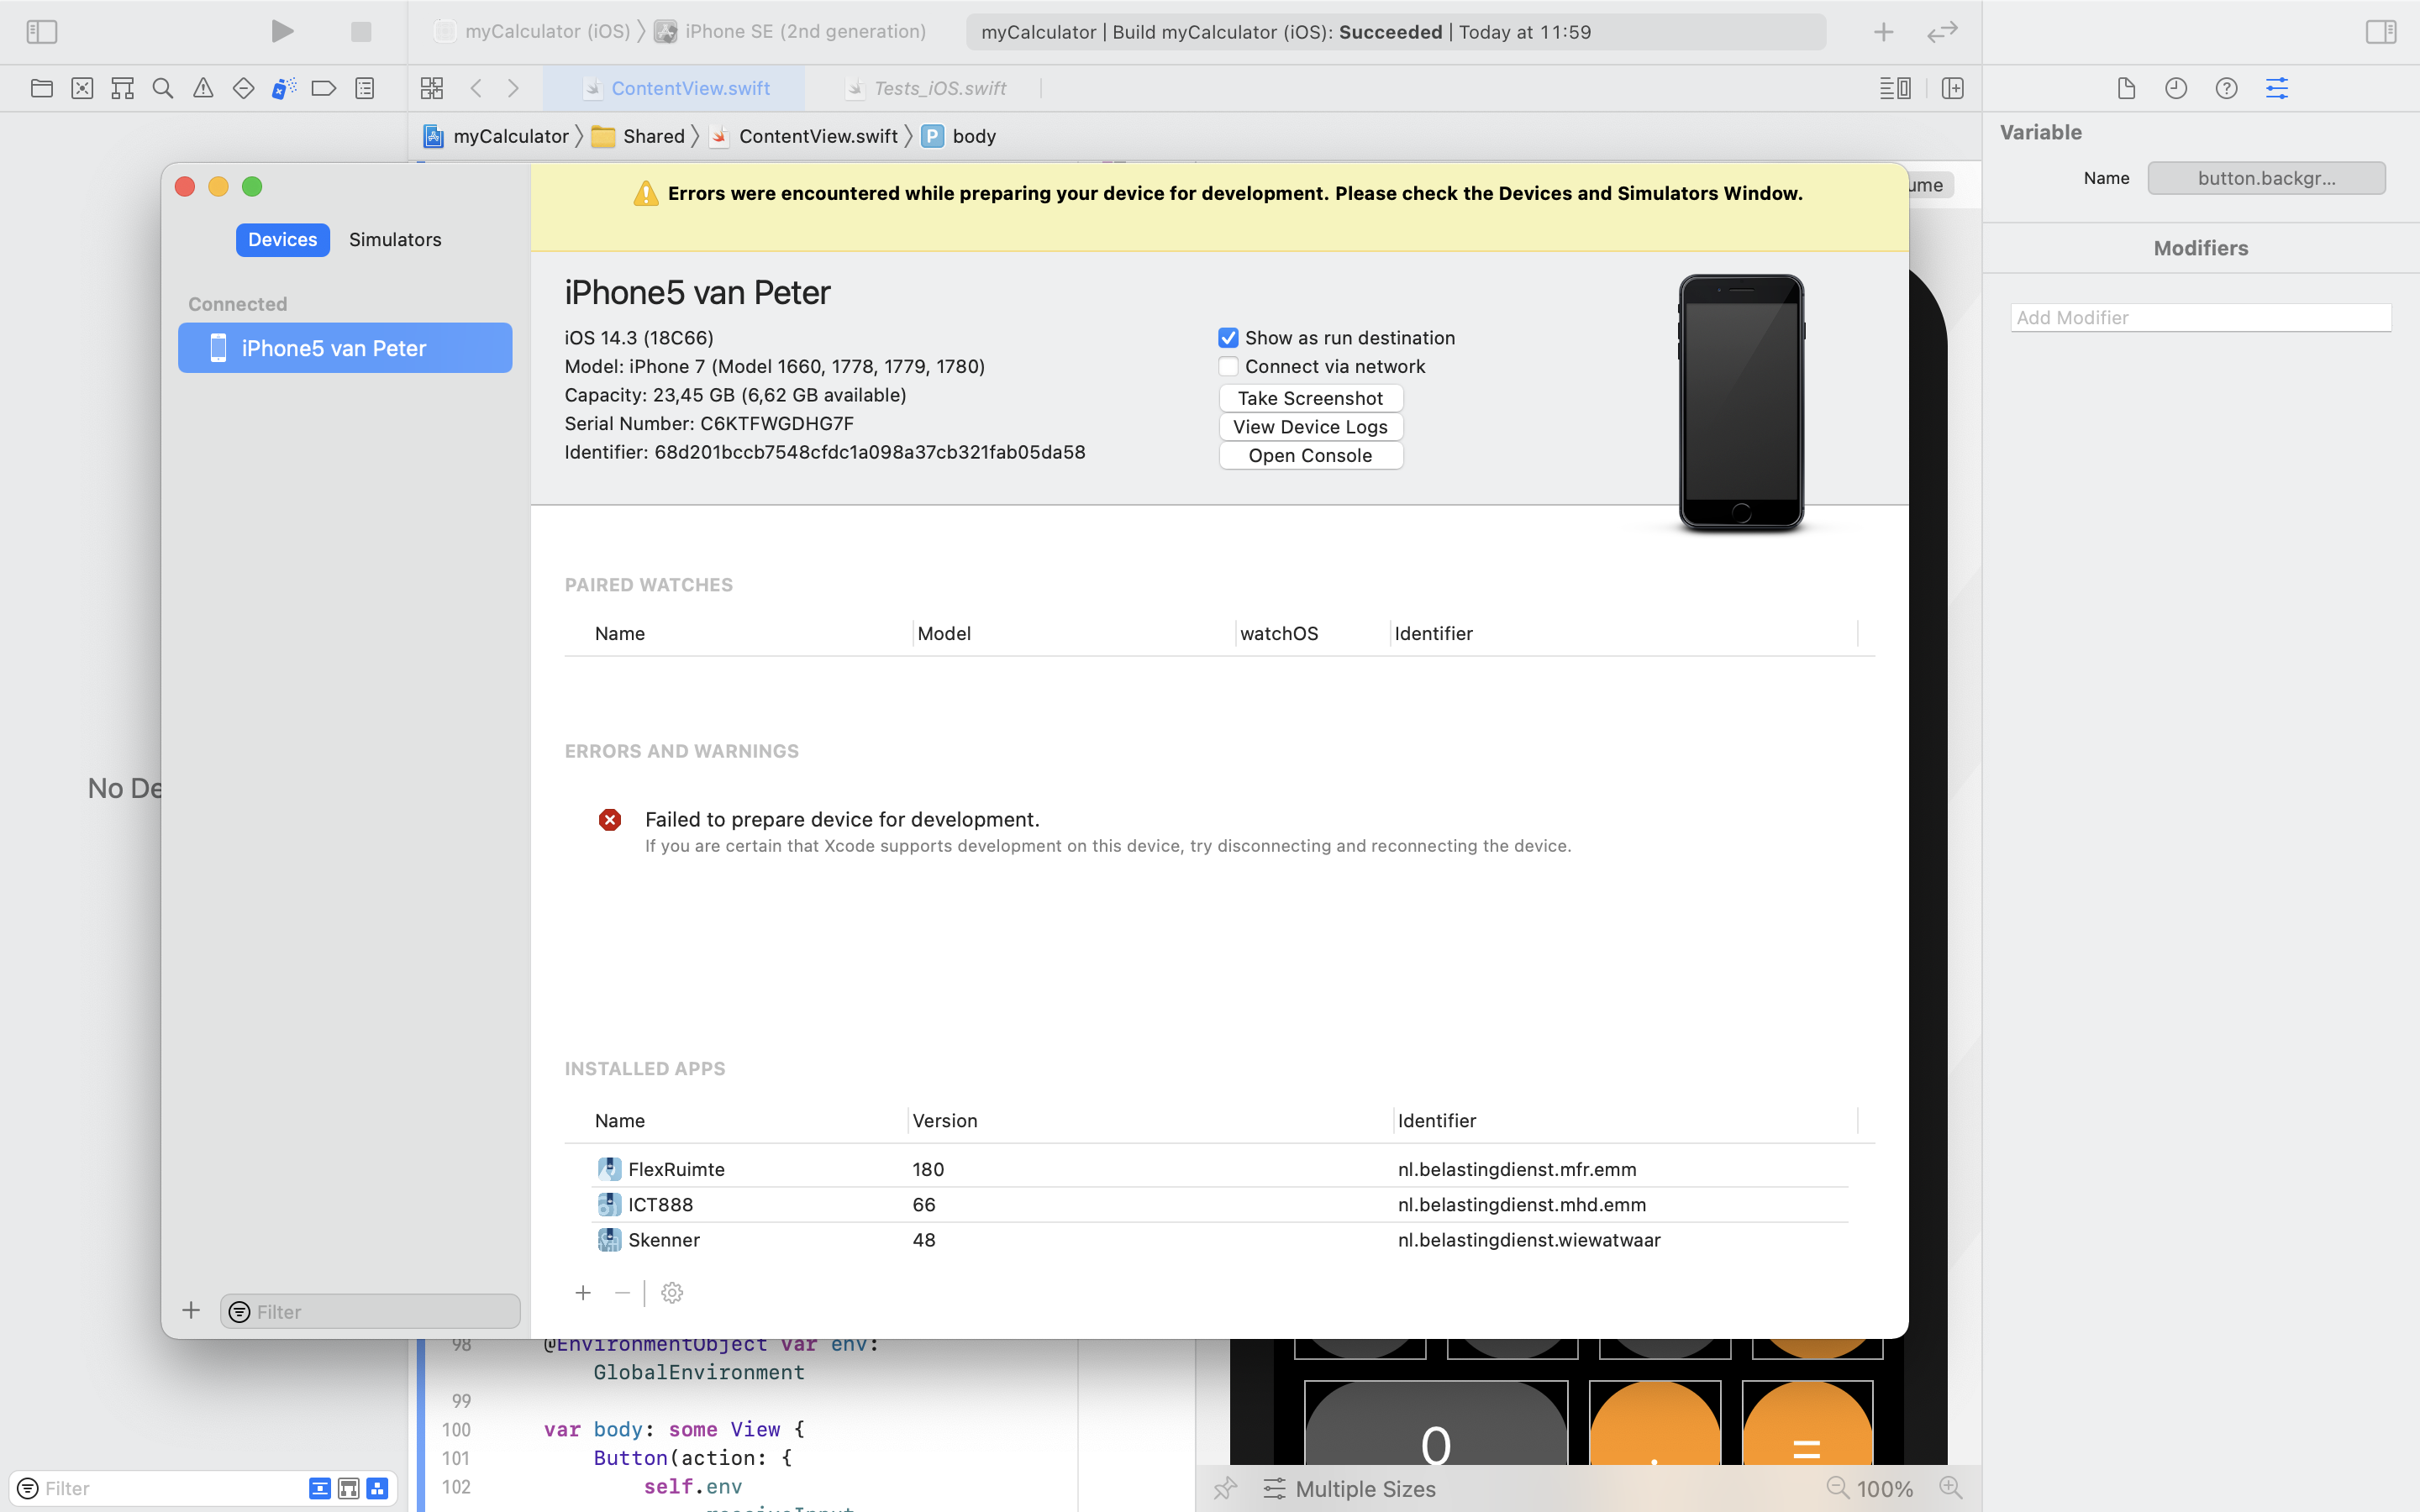 myCalculator (iOS) 〉 iPhone SE (2nd generation)
myCalculator | Build myCalculator (iOS): Succeeded | Today at 11:59
ContentView.swift
Tests_iOS.swift
myCalculator 〉 Shared 〉 ContentView.swift 〉 P body
Variable
Name button.backgr...
Modifiers
Add Modifier
ume
Errors were encountered while preparing your device for development. Please check the Devices and Simulators Window.
Devices Simulators
Connected
iPhone5 van Peter
iPhone5 van Peter
iOS 14.3 (18C66)
Model: iPhone 7 (Model 1660, 1778, 1779, 1780)
Capacity: 23,45 GB (6,62 GB available)
Serial Number: C6KTFWGDHG7F
Identifier: 68d201bccb7548cfdc1a098a37cb321fab05da58
Show as run destination
Connect via network
Take Screenshot
View Device Logs
Open Console
PAIRED WATCHES
Name Model watchOS Identifier
ERRORS AND WARNINGS
Failed to prepare device for development.
If you are certain that Xcode supports development on this device, try disconnecting and reconnecting the device.
No De
INSTALLED APPS
Name Version Identifier
FlexRuimte 180 nl.belastingdienst.mfr.emm
ICT888 66 nl.belastingdienst.mhd.emm
Skenner 48 nl.belastingdienst.wiewatwaar
Filter
98 @EnvironmentObject var env:
GlobalEnvironment
99
100 var body: some View {
101 Button(action: {
102 self.env
0 . =
Filter
Multiple Sizes
100%